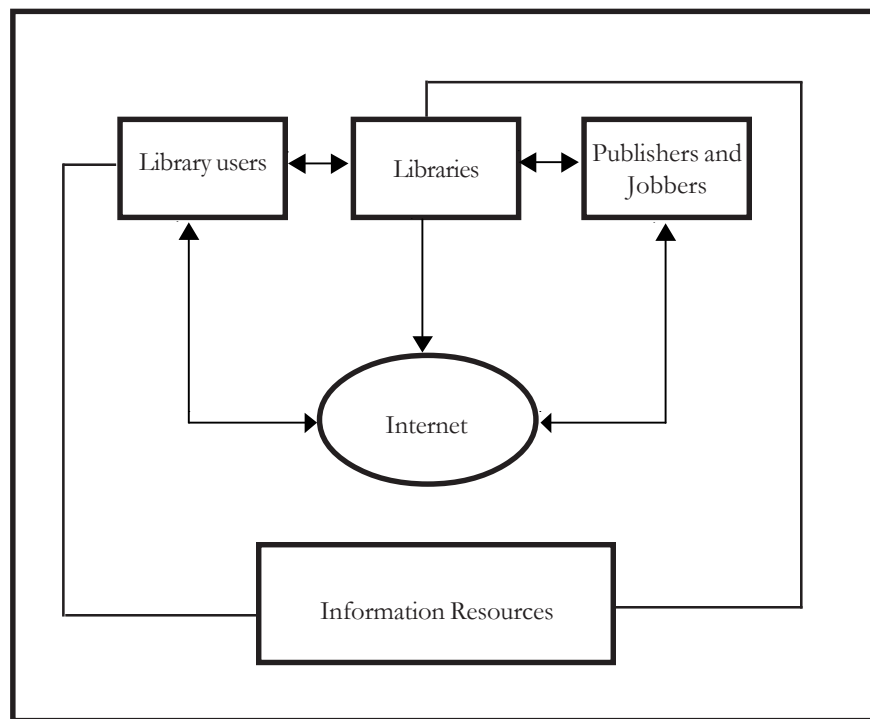 Library users
Libraries
Publishers and
Jobbers
Internet
Information Resources